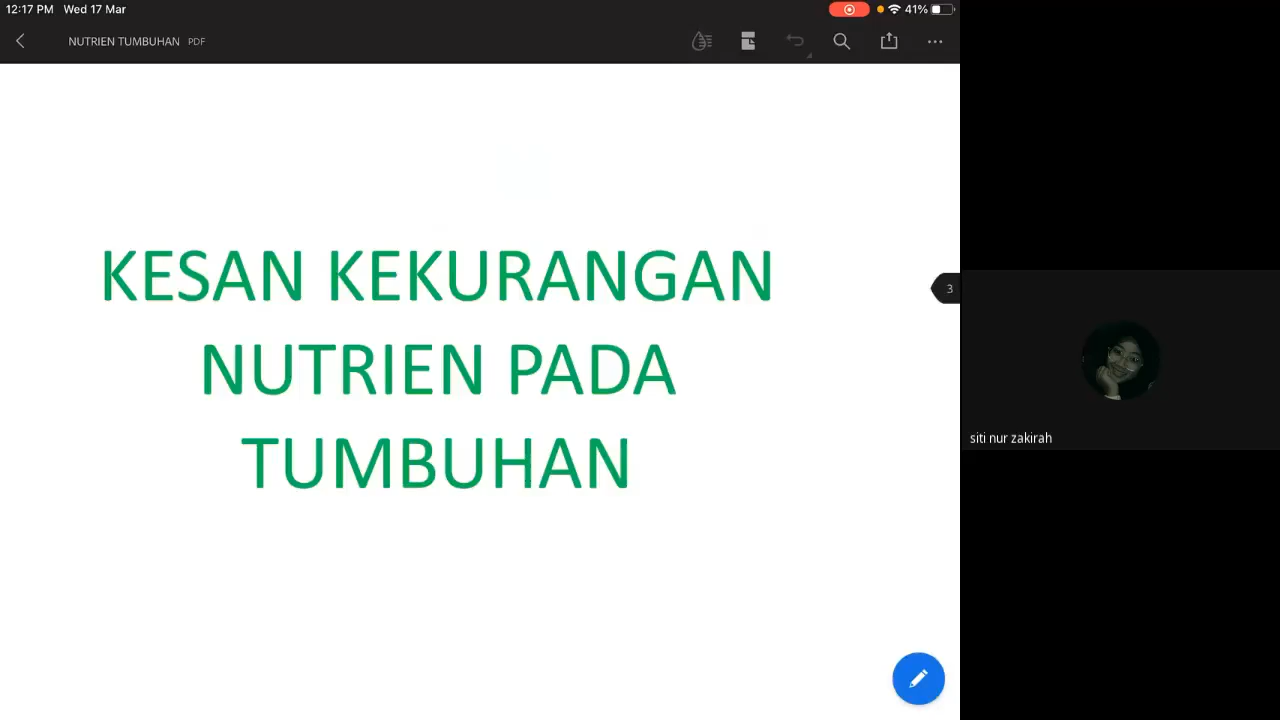 12:17 PM Wed 17 Mar
41%
NUTRIEN TUMBUHAN PDF
KESAN KEKURANGAN
NUTRIEN PADA
TUMBUHAN
3
siti nur zakirah